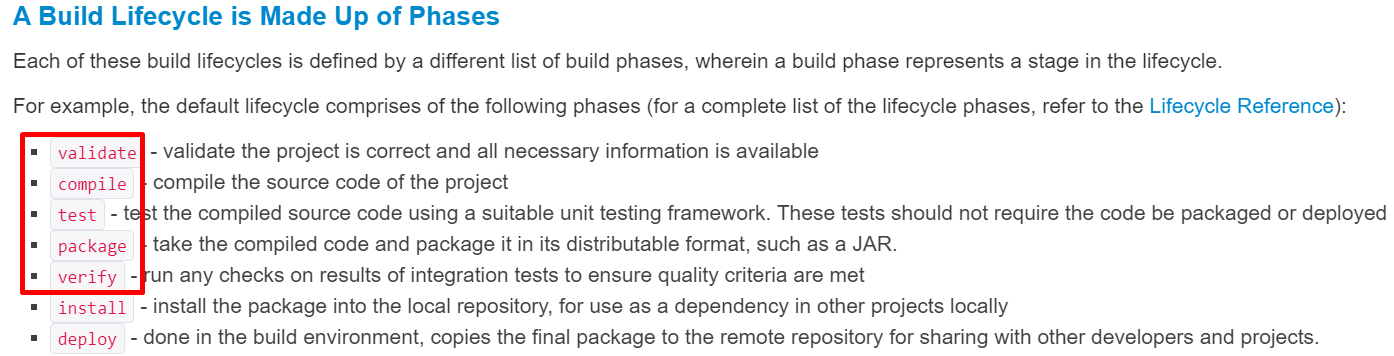 A Build Lifecycle is Made Up of Phases
Each of these build lifecycles is defined by a different list of build phases, wherein a build phase represents a stage in the lifecycle.
For example, the default lifecycle comprises of the following phases (for a complete list of the lifecycle phases, refer to the Lifecycle Reference):
▪ validate - validate the project is correct and all necessary information is available
▪ compile - compile the source code of the project
▪ test - test the compiled source code using a suitable unit testing framework. These tests should not require the code be packaged or deployed
▪ package - take the compiled code and package it in its distributable format, such as a JAR.
▪ verify - run any checks on results of integration tests to ensure quality criteria are met
▪ install - install the package into the local repository, for use as a dependency in other projects locally
▪ deploy - done in the build environment, copies the final package to the remote repository for sharing with other developers and projects.